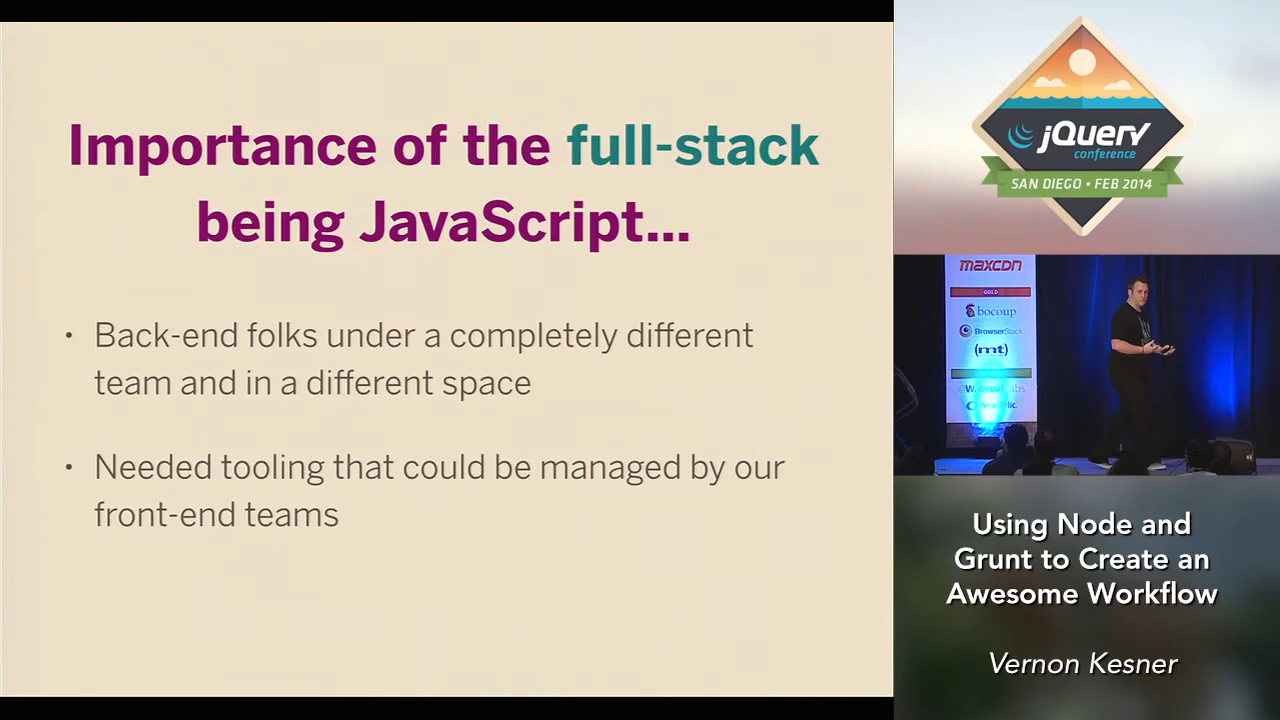 Importance of the full-stack
being JavaScript...
• Back-end folks under a completely different
team and in a different space
• Needed tooling that could be managed by our
front-end teams
jQuery
conference
SAN DIEGO • FEB 2014
MAXCDN
GOLD
bocoup
BrowserStack
(mt)
Using Node and
Grunt to Create an
Awesome Workflow
Vernon Kesner